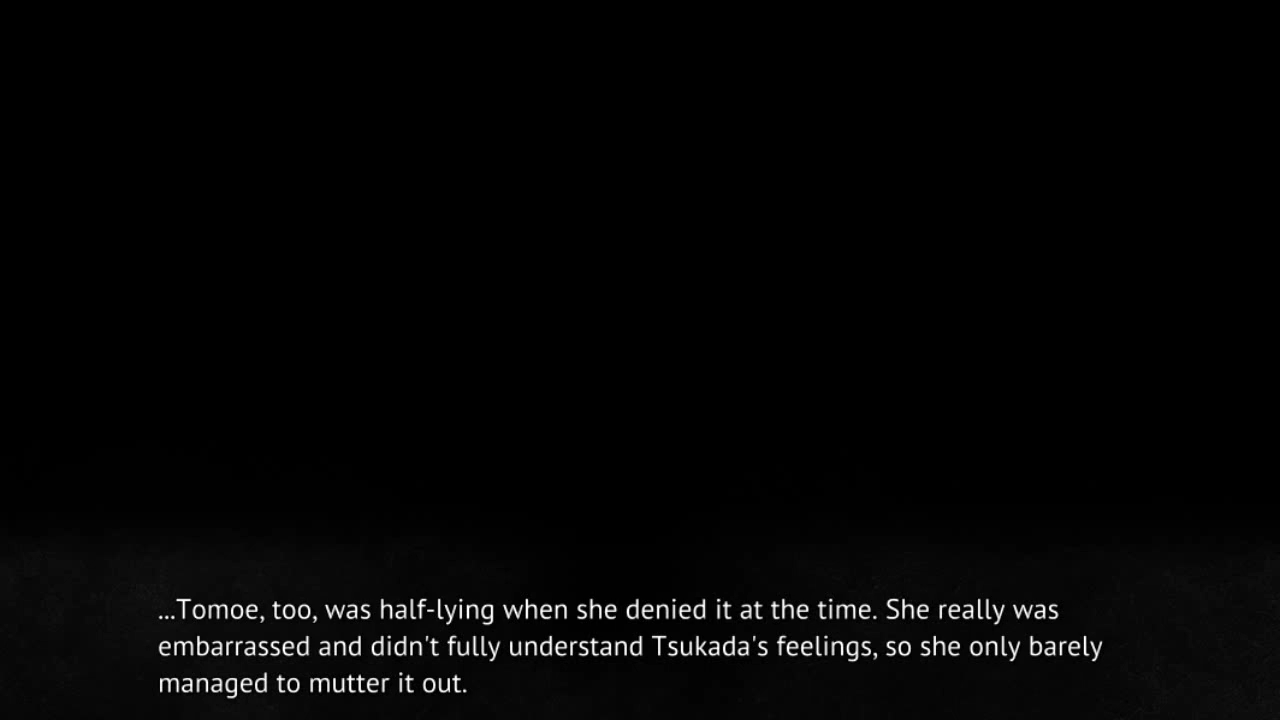 ...Tomoe, too, was half-lying when she denied it at the time. She really was
embarrassed and didn't fully understand Tsukada's feelings, so she only barely
managed to mutter it out.